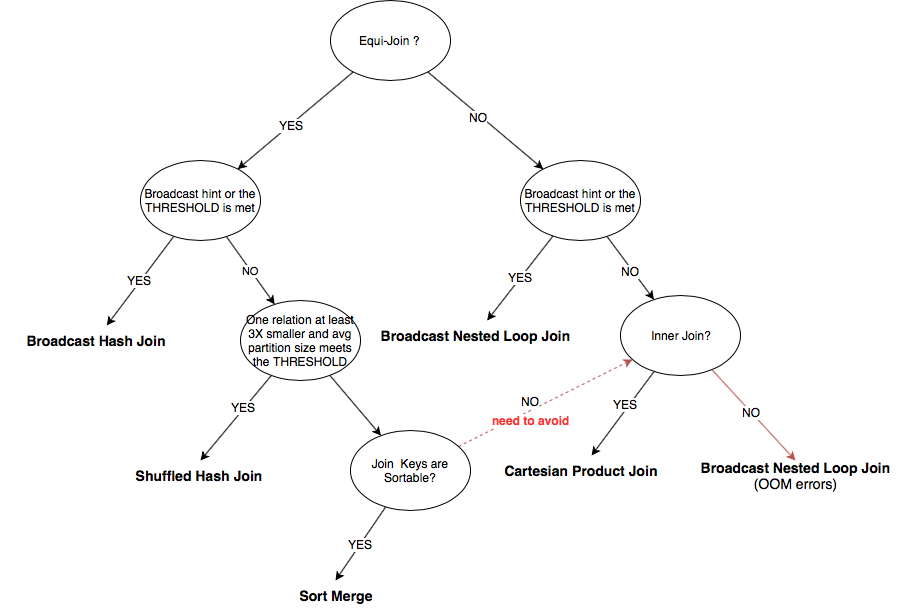 Equi-Join ?
YES
NO
Broadcast hint or the
THRESHOLD is met
Broadcast hint or the
THRESHOLD is met
YES
NO
YES
NO
Broadcast Hash Join
One relation at least
3X smaller and avg
partition size meets
the THRESHOLD
Broadcast Nested Loop Join
Inner Join?
YES
NO
need to avoid
YES
NO
Shuffled Hash Join
Join Keys are
Sortable?
Cartesian Product Join
Broadcast Nested Loop Join
(OOM errors)
YES
Sort Merge